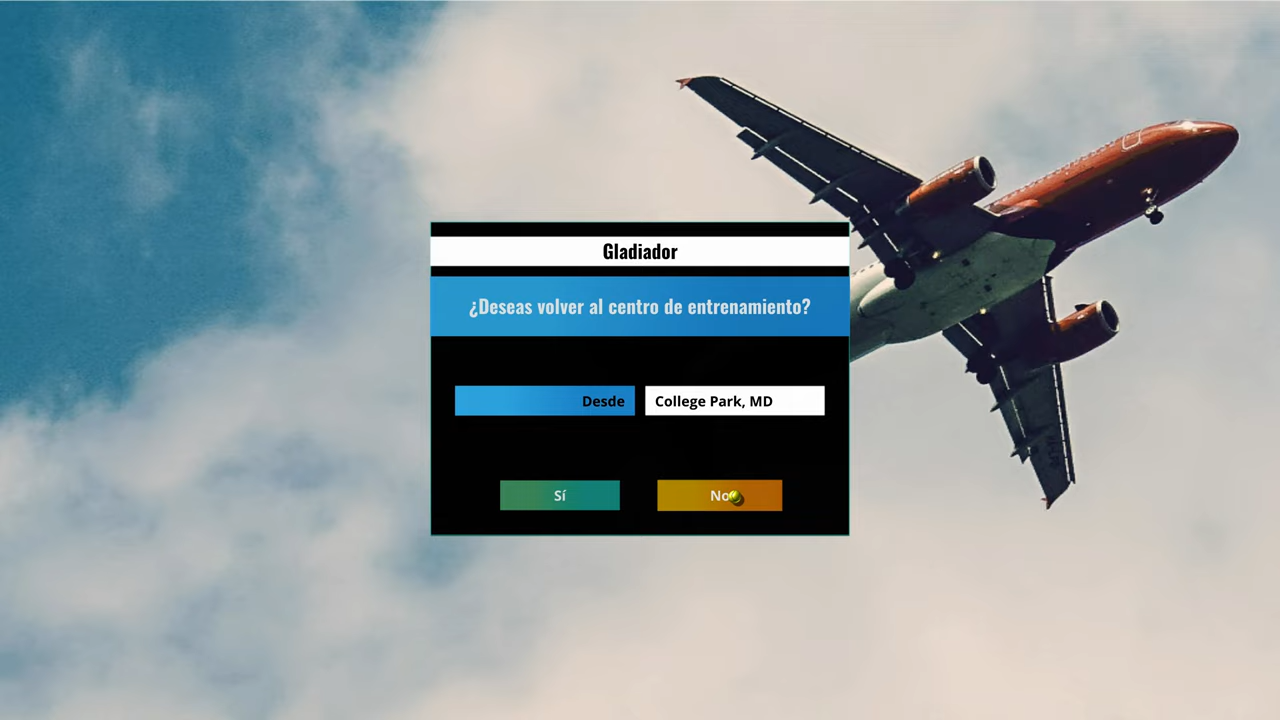 Gladiador
¿Deseas volver al centro de entrenamiento?
Desde
College Park, MD
Sí
No